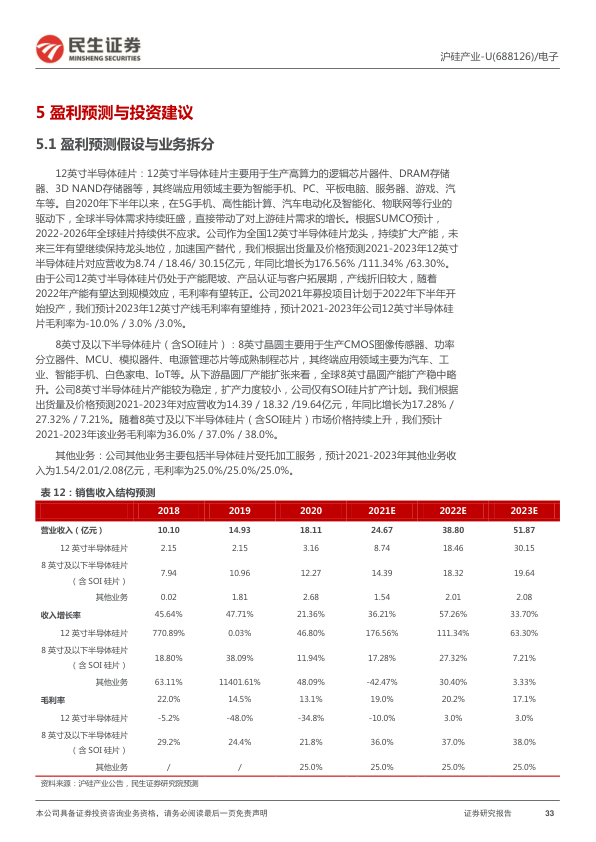 民生证券
MINSHENG SECURITIES
沪硅产业-U(688126)/电子
5 盈利预测与投资建议
5.1 盈利预测假设与业务拆分
12英寸半导体硅片：12英寸半导体硅片主要用于生产高算力的逻辑芯片器件、DRAM存储
器、3D NAND存储器等，其终端应用领域主要为智能手机、PC、平板电脑、服务器、游戏、汽
车等。自2020年下半年以来，在5G手机、高性能计算、汽车电动化及智能化、物联网等行业的
驱动下，全球半导体需求持续旺盛，直接带动了对上游硅片需求的增长。根据SUMCO预计，
2022-2026年全球硅片持续供不应求。公司作为全国12英寸半导体硅片龙头，持续扩大产能，未
来三年有望继续保持龙头地位，加速国产替代，我们根据出货量及价格预测2021-2023年12英寸
半导体硅片对应营收为8.74 / 18.46/ 30.15亿元，年同比增长为176.56% /111.34% /63.30%。
由于公司12英寸半导体硅片仍处于产能爬坡、产品认证与客户拓展期，产线折旧较大，随着
2022年产能有望达到规模效应，毛利率有望转正。公司2021年募投项目计划于2022年下半年开
始投产，我们预计2023年12英寸产线毛利率有望维持，预计2021-2023年公司12英寸半导体硅
片毛利率为-10.0% / 3.0% /3.0%。
8英寸及以下半导体硅片（含SOI硅片）：8英寸晶圆主要用于生产CMOS图像传感器、功率
分立器件、MCU、模拟器件、电源管理芯片等成熟制程芯片，其终端应用领域主要为汽车、工
业、智能手机、白色家电、IoT等。从下游晶圆厂产能扩张来看，全球8英寸晶圆产能扩产稳中略
升。公司8英寸半导体硅片产能较为稳定，扩产力度较小，公司仅有SOI硅片扩产计划。我们根据
出货量及价格预测2021-2023年对应营收为14.39 / 18.32 /19.64亿元，年同比增长为17.28% /
27.32% / 7.21%。随着8英寸及以下半导体硅片（含SOI硅片）市场价格持续上升，我们预计
2021-2023年该业务毛利率为36.0% / 37.0% / 38.0%。
其他业务：公司其他业务主要包括半导体硅片受托加工服务，预计2021-2023年其他业务收
入为1.54/2.01/2.08亿元，毛利率为25.0%/25.0%/25.0%。
表 12：销售收入结构预测
2018 2019 2020 2021E 2022E 2023E
营业收入（亿元） 10.10 14.93 18.11 24.67 38.80 51.87
12 英寸半导体硅片 2.15 2.15 3.16 8.74 18.46 30.15
8 英寸及以下半导体硅片
（含 SOI 硅片） 7.94 10.96 12.27 14.39 18.32 19.64
其他业务 0.02 1.81 2.68 1.54 2.01 2.08
收入增长率 45.64% 47.71% 21.36% 36.21% 57.26% 33.70%
12 英寸半导体硅片 770.89% 0.03% 46.80% 176.56% 111.34% 63.30%
8 英寸及以下半导体硅片
（含 SOI 硅片） 18.80% 38.09% 11.94% 17.28% 27.32% 7.21%
其他业务 63.11% 11401.61% 48.09% -42.47% 30.40% 3.33%
毛利率 22.0% 14.5% 13.1% 19.0% 20.2% 17.1%
12 英寸半导体硅片 -5.2% -48.0% -34.8% -10.0% 3.0% 3.0%
8 英寸及以下半导体硅片
（含 SOI 硅片） 29.2% 24.4% 21.8% 36.0% 37.0% 38.0%
其他业务 / / 25.0% 25.0% 25.0% 25.0%
资料来源：沪硅产业公告，民生证券研究院预测
本公司具备证券投资咨询业务资格，请务必阅读最后一页免责声明 证券研究报告 33